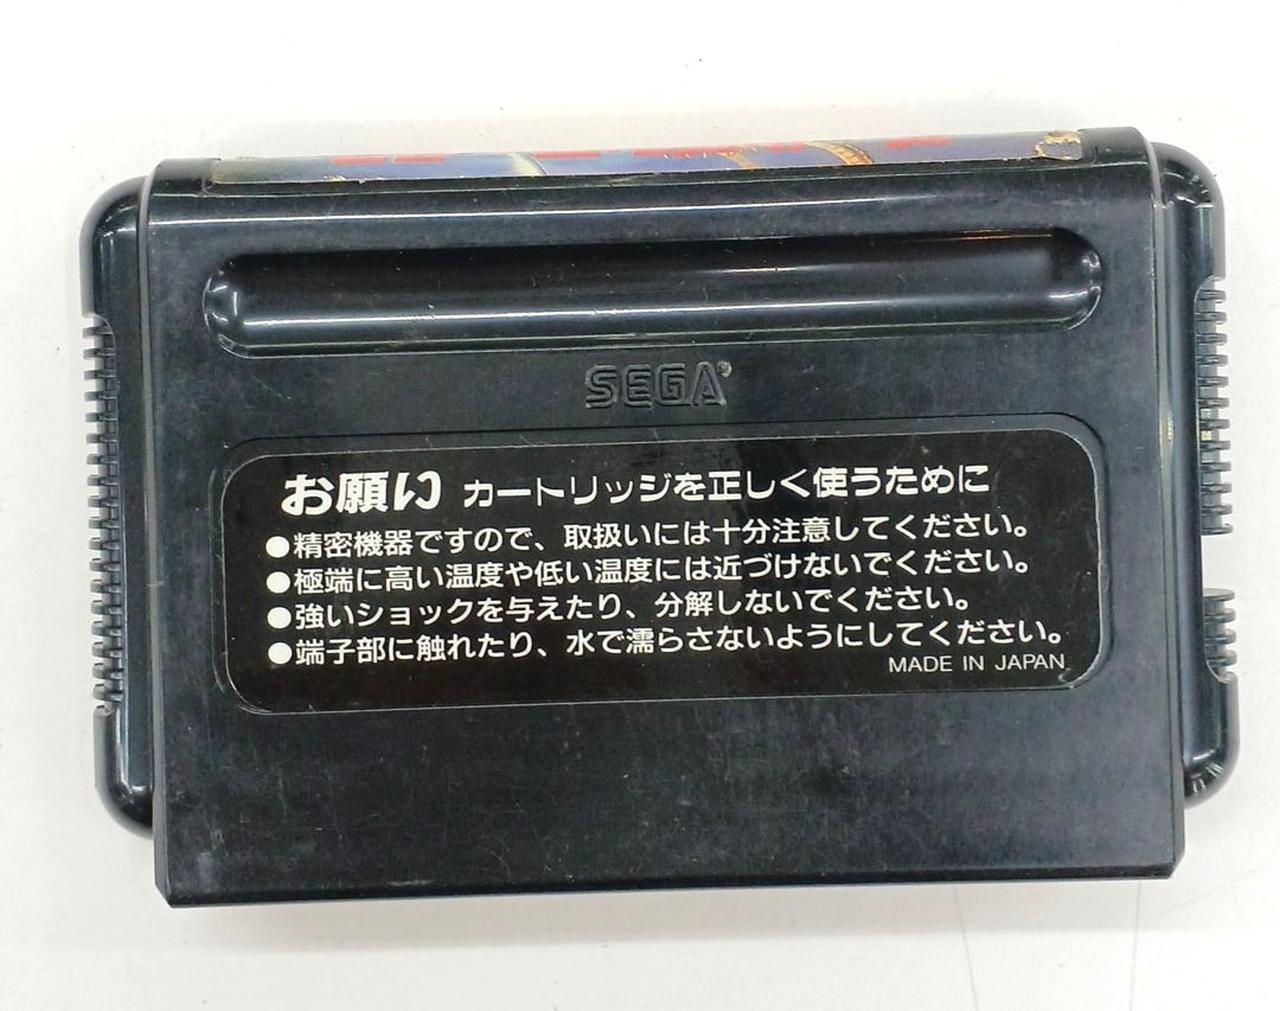 SEGA®
お願い カートリッジを正しく使うために
●精密機器ですので、取扱いには十分注意してください。
●極端に高い温度や低い温度には近づけないでください。
●強いショックを与えたり、分解しないでください。
●端子部に触れたり、水で濡らさないようにしてください。
MADE IN JAPAN